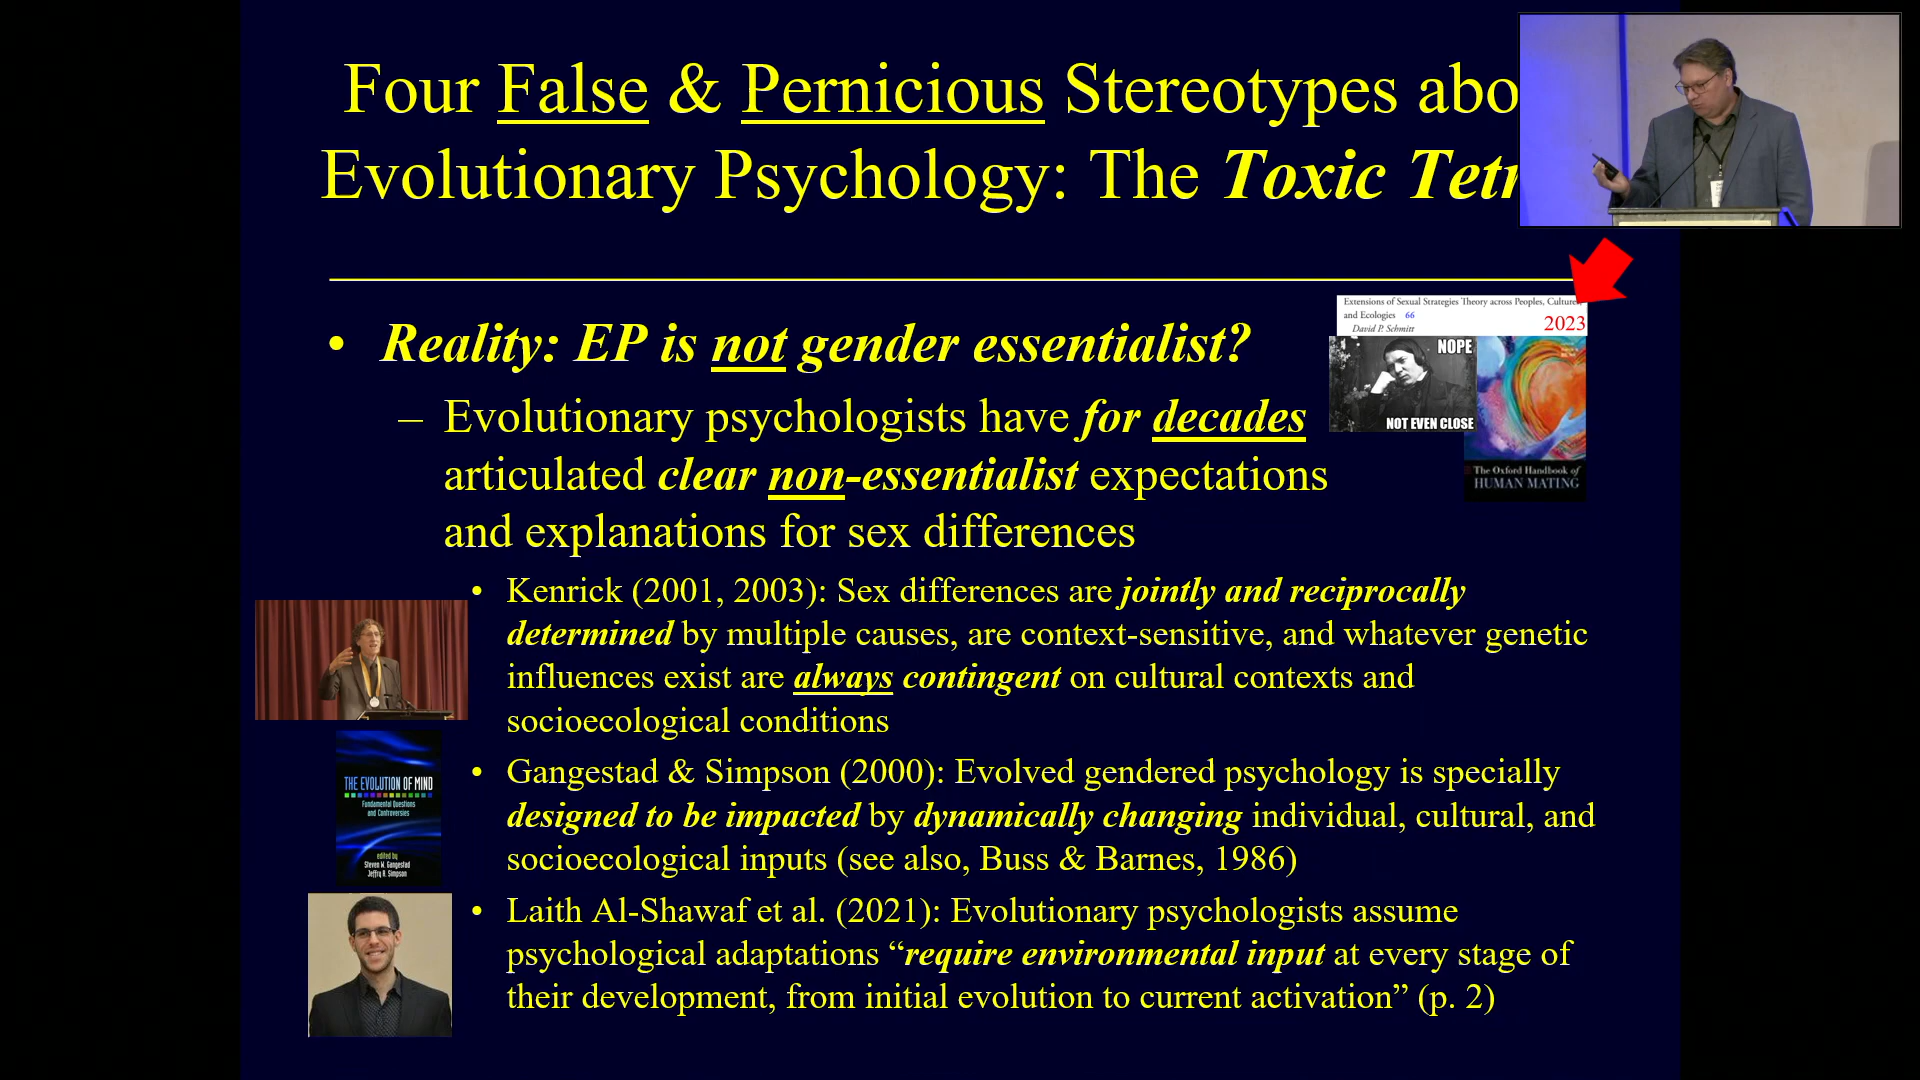 Four False & Pernicious Stereotypes abo
Evolutionary Psychology: The Toxic Tetr
Extensions of Sexual Strategies Theory across Peoples, Cultures,
and Ecologies 66
David P. Schmitt
2023
• Reality: EP is not gender essentialist?
NOPE
NOT EVEN CLOSE
The Oxford Handbook of
HUMAN MATING
– Evolutionary psychologists have for decades
articulated clear non-essentialist expectations
and explanations for sex differences
• Kenrick (2001, 2003): Sex differences are jointly and reciprocally
determined by multiple causes, are context-sensitive, and whatever genetic
influences exist are always contingent on cultural contexts and
socioecological conditions
THE EVOLUTION OF MIND
Fundamental Questions
and Controversies
edited by
Steven W. Gangestad
Jeffry A. Simpson
• Gangestad & Simpson (2000): Evolved gendered psychology is specially
designed to be impacted by dynamically changing individual, cultural, and
socioecological inputs (see also, Buss & Barnes, 1986)
• Laith Al-Shawaf et al. (2021): Evolutionary psychologists assume
psychological adaptations “require environmental input at every stage of
their development, from initial evolution to current activation” (p. 2)